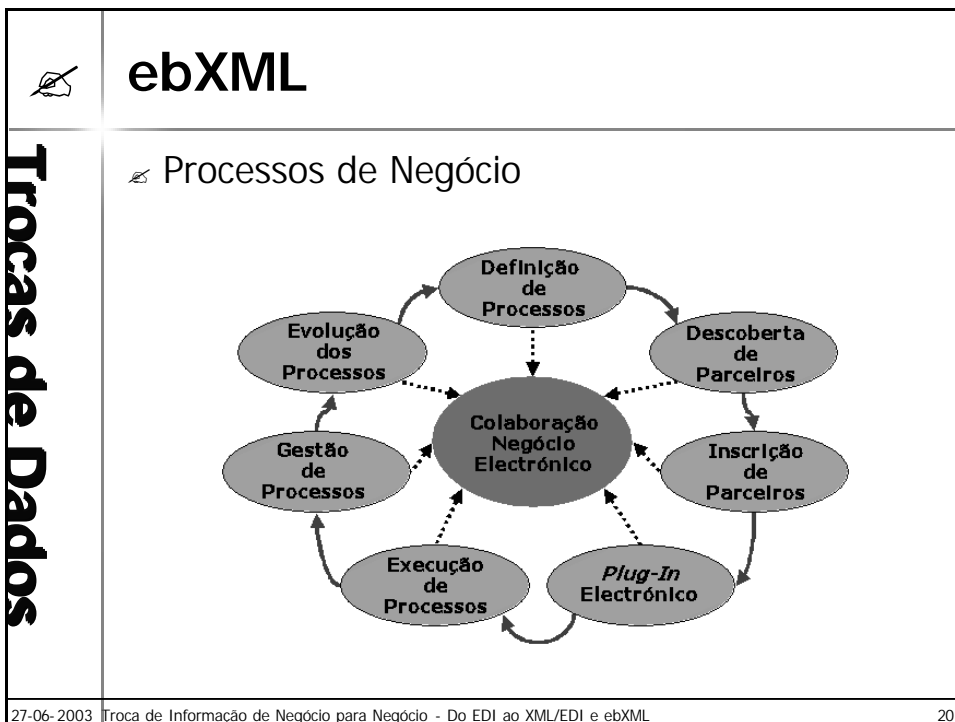 ebXML
Trocas de Dados
Processos de Negócio
Definição
de
Processos
Descoberta
de
Parceiros
Inscrição
de
Parceiros
Plug-In
Electrónico
Execução
de
Processos
Gestão
de
Processos
Evolução
dos
Processos
Colaboração
Negócio
Electrónico
27-06-2003 Troca de Informação de Negócio para Negócio - Do EDI ao XML/EDI e ebXML 20